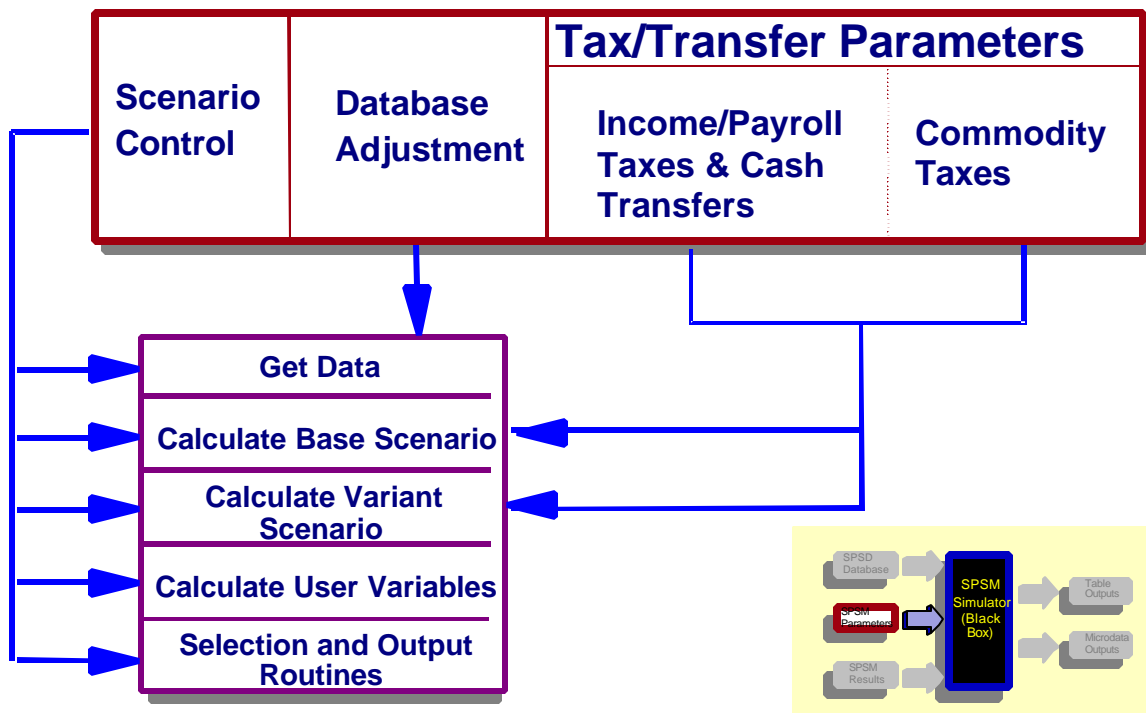 Tax/Transfer Parameters
Scenario
Control
Database
Adjustment
Income/Payroll
Taxes & Cash
Transfers
Commodity
Taxes
Get Data
Calculate Base Scenario
Calculate Variant
Scenario
Calculate User Variables
Selection and Output
Routines
SPSD
Database
SPSM
Parameters
SPSM
Results
SPSM
Simulator
(Black
Box)
Table
Outputs
Microdata
Outputs